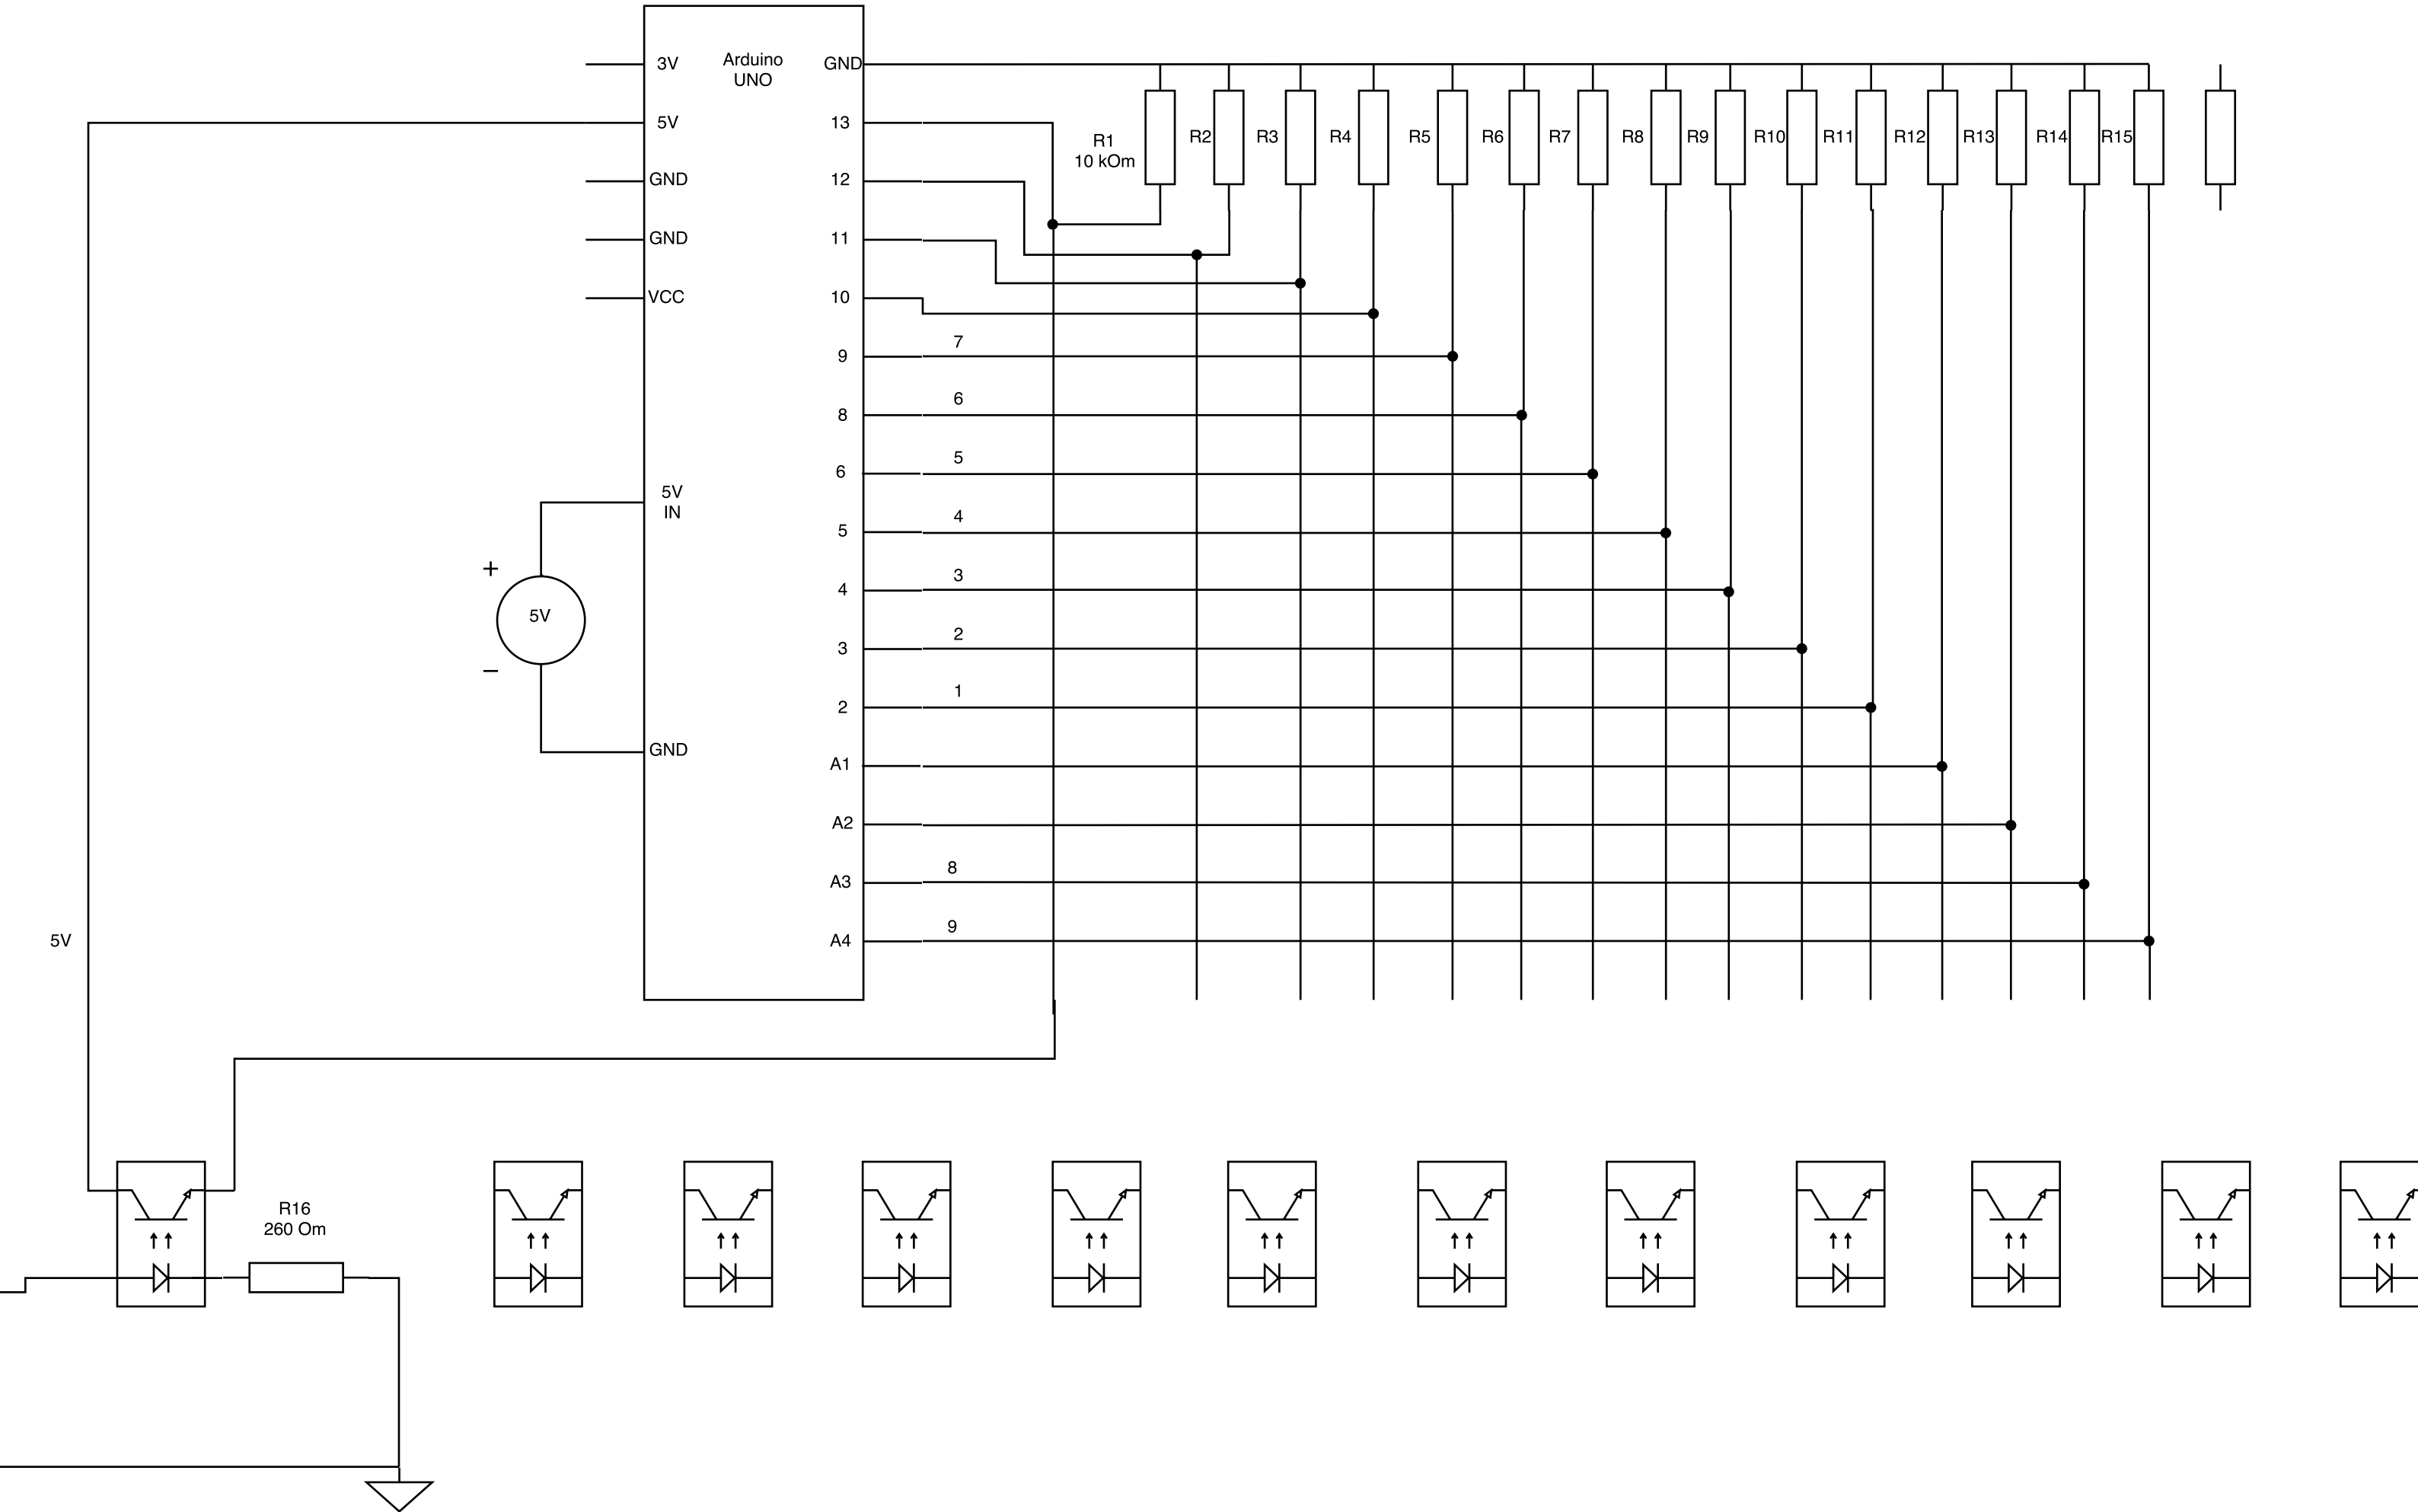 3V
Arduino
UNO
GND
5V
13
GND
12
GND
11
VCC
10
9
7
8
6
6
5
5V
IN
5
4
+
5V
–
4
3
3
2
2
1
GND
A1
A2
A3
8
A4
9
5V
R1
10 kOm
R2
R3
R4
R5
R6
R7
R8
R9
R10
R11
R12
R13
R14
R15
R16
260 Om